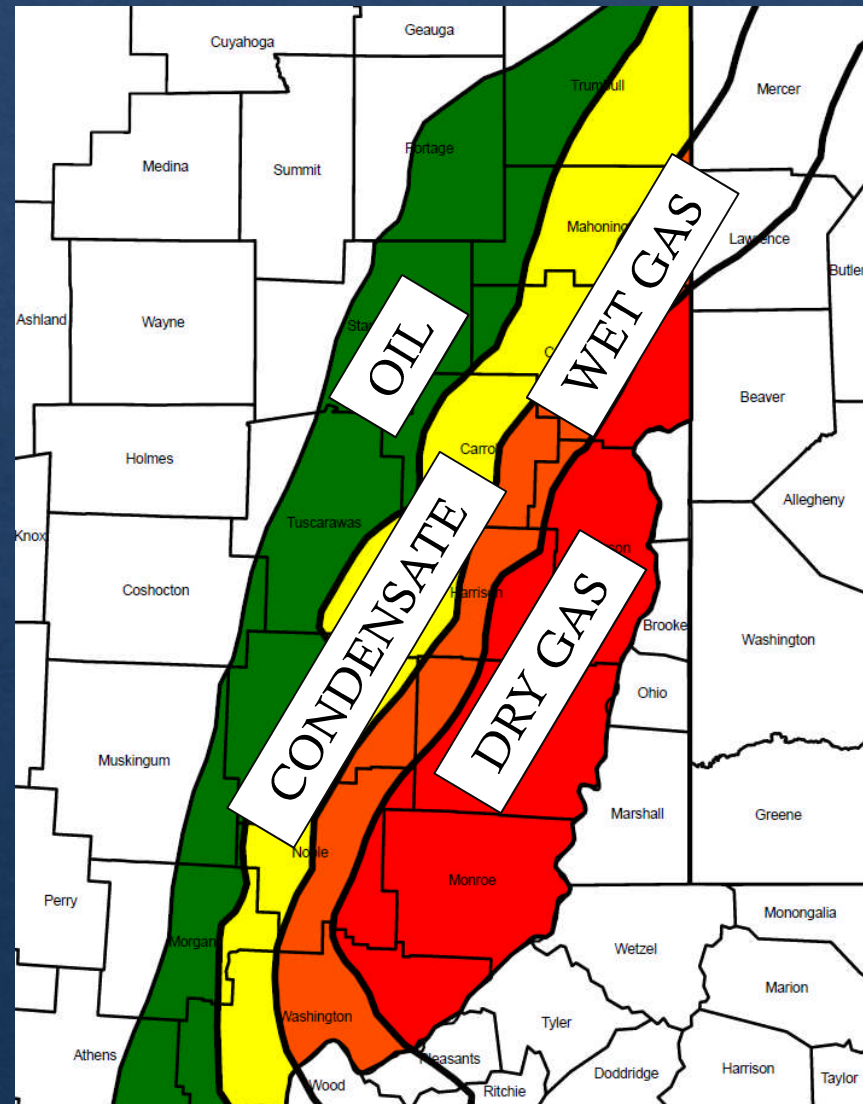 Geauga
Cuyahoga
Trumbull
Mercer
Portage
Medina
Summit
Mahoning
Lawrence
Butler
Ashland
Wayne
OIL
WET GAS
Beaver
Holmes
Carrol
Allegheny
Tuscarawas
Knox
CONDENSATE
Coshocton
Harrison
DRY GAS
Brooke
Washington
Ohio
Muskingum
Marshall
Greene
Noble
Monroe
Perry
Monongalia
Morgan
Wetzel
Marion
Washington
Tyler
Athens
Pleasants
Doddridge
Harrison
Taylor
Wood
Ritchie